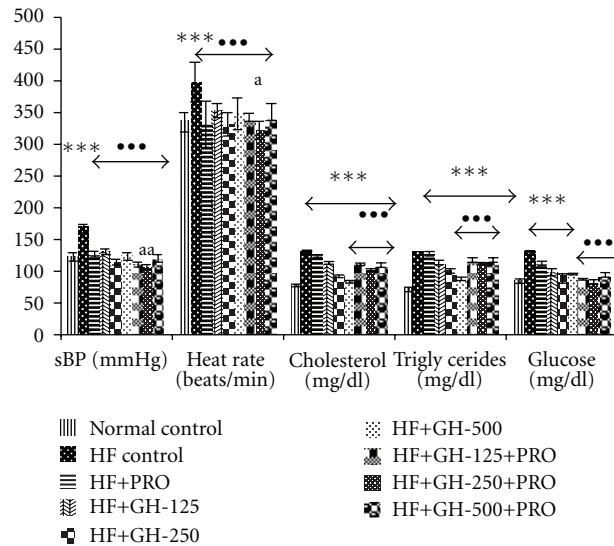 500
450
400
350
300
250
200
150
100
50
0
***
•••
aa
***
•••
a
***
•••
***
•••
***
•••
sBP (mmHg)
Heat rate
(beats/min)
Cholesterol
(mg/dl)
Trigly cerides
(mg/dl)
Glucose
(mg/dl)
Normal control
HF control
HF+PRO
HF+GH-125
HF+GH-250
HF+GH-500
HF+GH-125+PRO
HF+GH-250+PRO
HF+GH-500+PRO